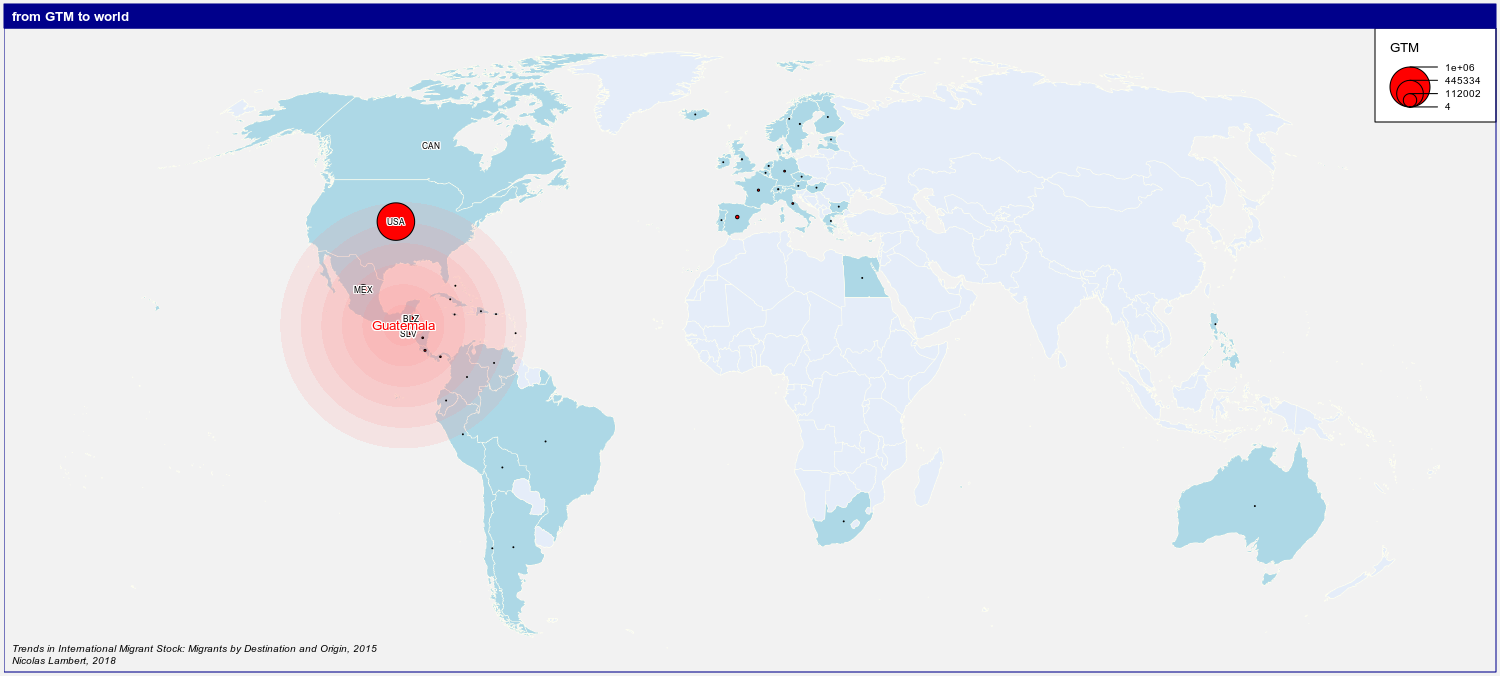 from GTM to world
GTM
1e+06
445334
112002
4
CAN
USA
MEX
BLZ
Guatemala
SLV
Trends in International Migrant Stock: Migrants by Destination and Origin, 2015
Nicolas Lambert, 2018